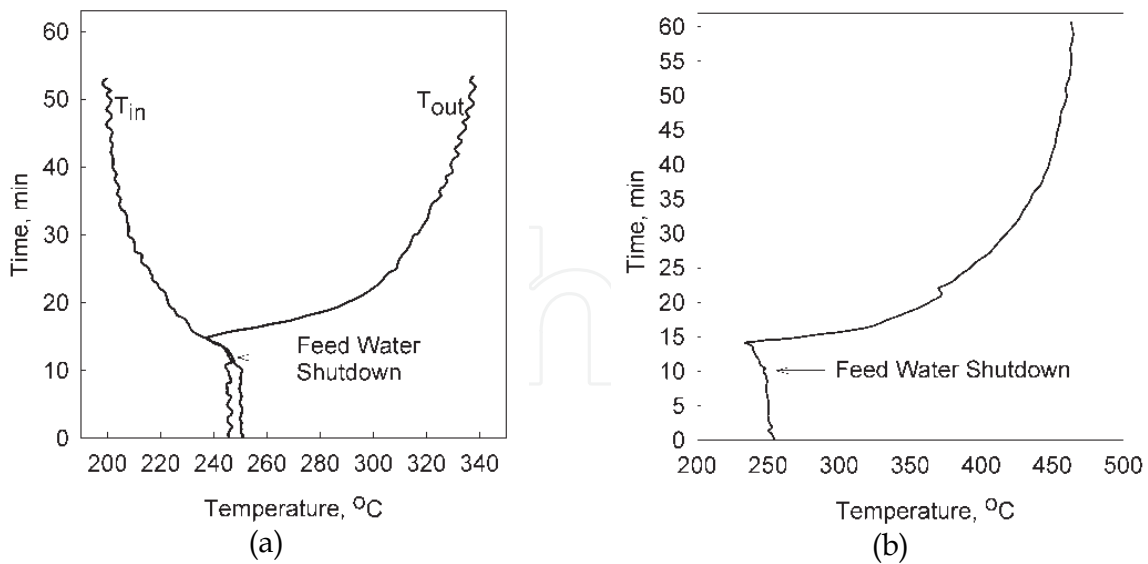 60
50
40
30
20
10
0
Time, min
T_in
T_out
Feed Water
Shutdown
200 220 240 260 280 300 320 340
Temperature, °C
(a)
60
55
50
45
40
35
30
25
20
15
10
5
0
Time, min
Feed Water Shutdown
200 250 300 350 400 450 500
Temperature, °C
(b)
h